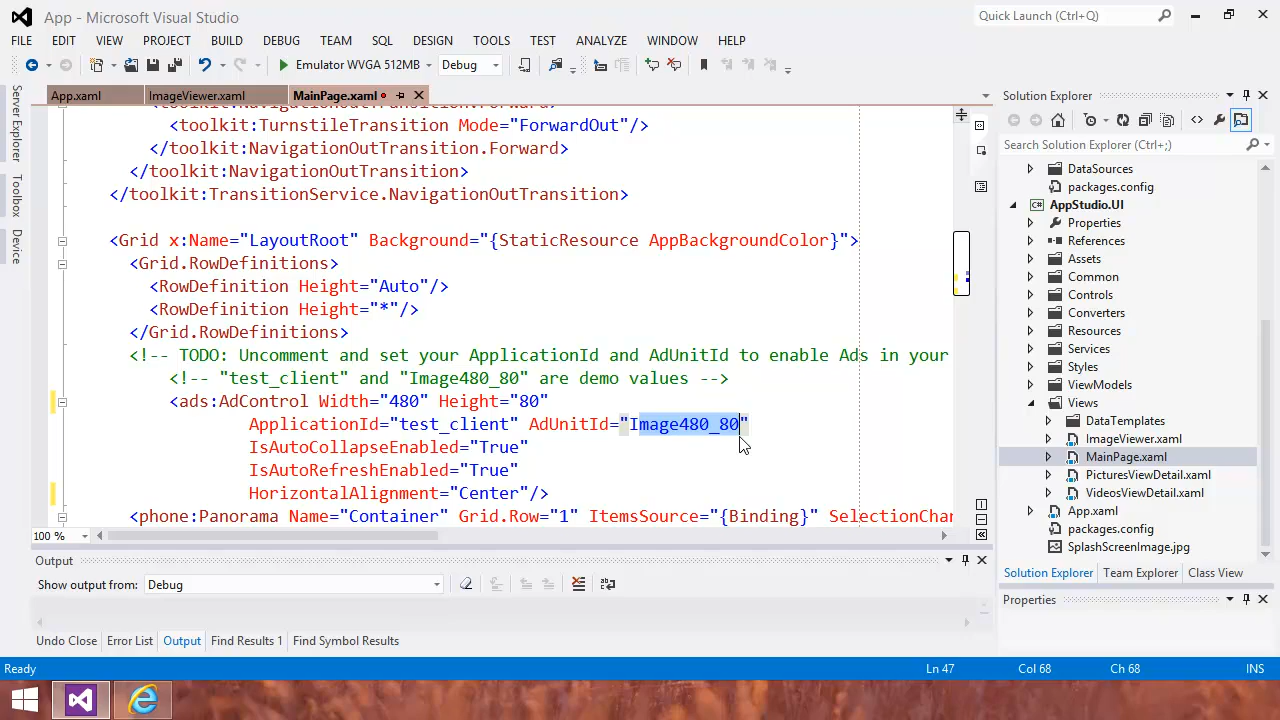 App - Microsoft Visual Studio
Quick Launch (Ctrl+Q)
FILE EDIT VIEW PROJECT BUILD DEBUG TEAM SQL DESIGN TOOLS TEST ANALYZE WINDOW HELP
Emulator WVGA 512MB Debug
Server Explorer
Toolbox
Device
App.xaml ImageViewer.xaml MainPage.xaml
<toolkit:NavigationOutTransition.Forward>
<toolkit:TurnstileTransition Mode="ForwardOut"/>
</toolkit:NavigationOutTransition.Forward>
</toolkit:NavigationOutTransition>
</toolkit:TransitionService.NavigationOutTransition>
<Grid x:Name="LayoutRoot" Background="{StaticResource AppBackgroundColor}">
<Grid.RowDefinitions>
<RowDefinition Height="Auto"/>
<RowDefinition Height="*"/>
</Grid.RowDefinitions>
<!-- TODO: Uncomment and set your ApplicationId and AdUnitId to enable Ads in your
<!-- "test_client" and "Image480_80" are demo values -->
<ads:AdControl Width="480" Height="80"
ApplicationId="test_client" AdUnitId="Image480_80"
IsAutoCollapseEnabled="True"
IsAutoRefreshEnabled="True"
HorizontalAlignment="Center"/>
<phone:Panorama Name="Container" Grid.Row="1" ItemsSource="{Binding}" SelectionChan
100 %
Output
Show output from: Debug
Undo Close Error List Output Find Results 1 Find Symbol Results
Solution Explorer
Search Solution Explorer (Ctrl+;)
DataSources
packages.config
AppStudio.UI
Properties
References
Assets
Common
Controls
Converters
Resources
Services
Styles
ViewModels
Views
DataTemplates
ImageViewer.xaml
MainPage.xaml
PicturesViewDetail.xaml
VideosViewDetail.xaml
App.xaml
packages.config
SplashScreenImage.jpg
Solution Explorer Team Explorer Class View
Properties
Ready Ln 47 Col 68 Ch 68 INS